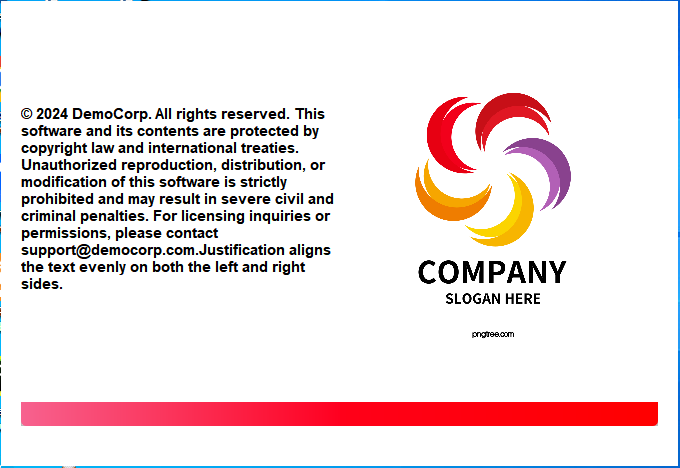 © 2024 DemoCorp. All rights reserved. This
software and its contents are protected by
copyright law and international treaties.
Unauthorized reproduction, distribution, or
modification of this software is strictly
prohibited and may result in severe civil and
criminal penalties. For licensing inquiries or
permissions, please contact
support@democorp.com.Justification aligns
the text evenly on both the left and right
sides.
COMPANY
SLOGAN HERE
pngtree.com